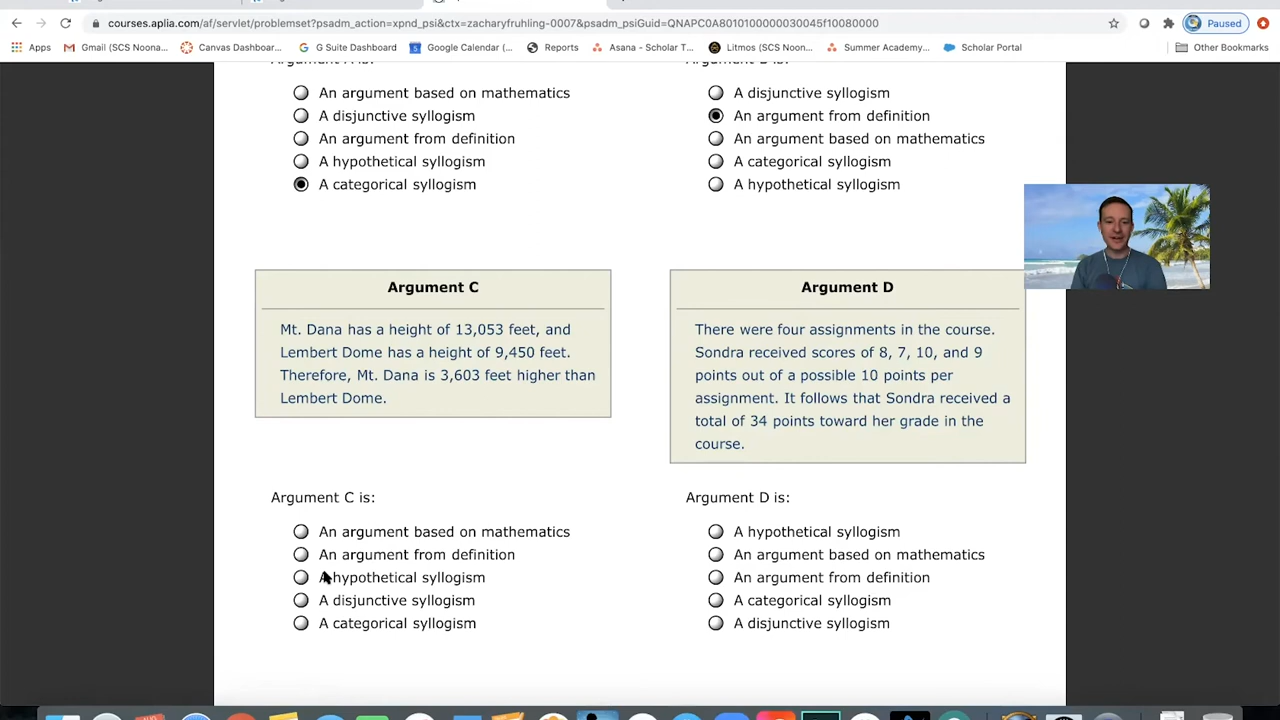 courses.aplia.com/af/servlet/problemset?psadm_action=xpnd_psi&ctx=zacharyfruhling-0007&psadm_psiGuid=QNAPC0A8010100000030045f10080000
Paused
Apps
Gmail (SCS Noona...
Canvas Dashboar...
G Suite Dashboard
Google Calendar (...
Reports
Asana - Scholar T...
Litmos (SCS Noon...
Summer Academy...
Scholar Portal
Other Bookmarks
An argument based on mathematics
A disjunctive syllogism
An argument from definition
A hypothetical syllogism
A categorical syllogism
A disjunctive syllogism
An argument from definition
An argument based on mathematics
A categorical syllogism
A hypothetical syllogism
Argument C
Mt. Dana has a height of 13,053 feet, and
Lembert Dome has a height of 9,450 feet.
Therefore, Mt. Dana is 3,603 feet higher than
Lembert Dome.
Argument D
There were four assignments in the course.
Sondra received scores of 8, 7, 10, and 9
points out of a possible 10 points per
assignment. It follows that Sondra received a
total of 34 points toward her grade in the
course.
Argument C is:
An argument based on mathematics
An argument from definition
A hypothetical syllogism
A disjunctive syllogism
A categorical syllogism
Argument D is:
A hypothetical syllogism
An argument based on mathematics
An argument from definition
A categorical syllogism
A disjunctive syllogism